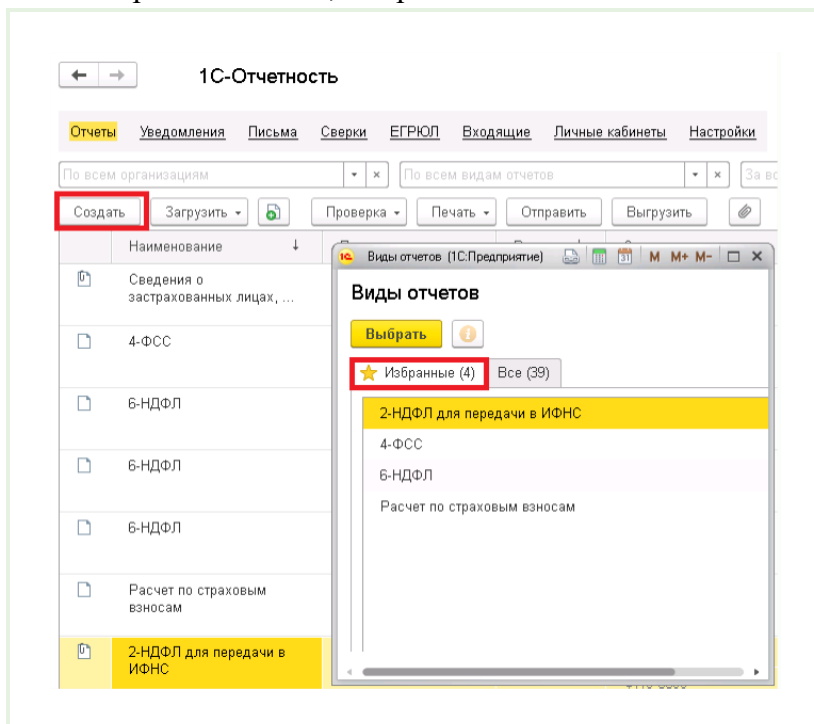 1С-Отчетность
Отчеты Уведомления Письма Сверки ЕГРЮЛ Входящие Личные кабинеты Настройки
По всем организациям По всем видам отчетов За
Создать Загрузить Проверка Печать Отправить Выгрузить
Наименование
Сведения о
застрахованных лицах, ...
4-ФСС
6-НДФЛ
6-НДФЛ
6-НДФЛ
Расчет по страховым
взносам
2-НДФЛ для передачи в
ИФНС
Виды отчетов (1С:Предприятие) 31 M M+ M-
Виды отчетов
Выбрать
Избранные (4) Все (39)
2-НДФЛ для передачи в ИФНС
4-ФСС
6-НДФЛ
Расчет по страховым взносам